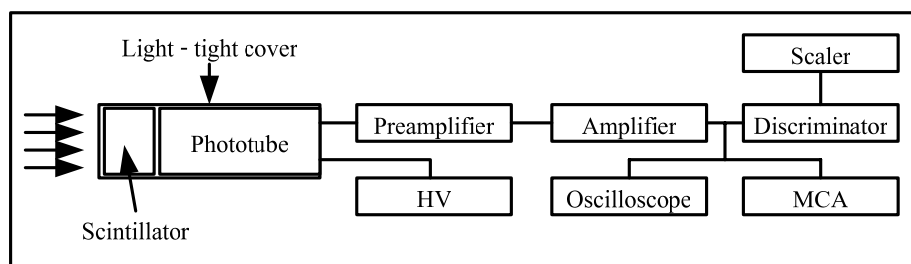 Light - tight cover
Scaler
Preamplifier
Amplifier
Discriminator
Phototube
HV
Oscilloscope
MCA
Scintillator